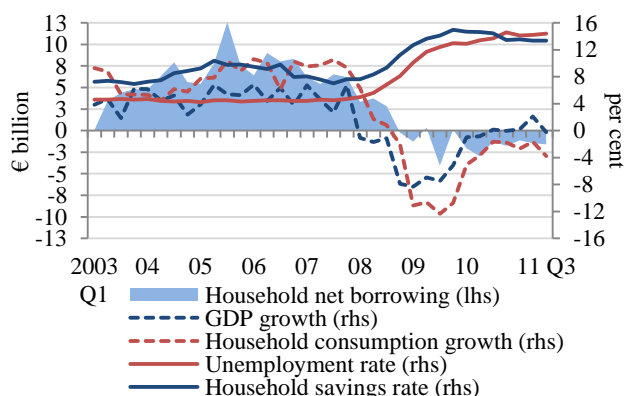 13
10
8
5
3
0
-3
-5
-8
-10
-13
€ billion
16
12
8
4
0
-4
-8
-12
-16
per cent
2003 04 05 06 07 08 09 10 11 Q3
Q1
Household net borrowing (lhs)
GDP growth (rhs)
Household consumption growth (rhs)
Unemployment rate (rhs)
Household savings rate (rhs)